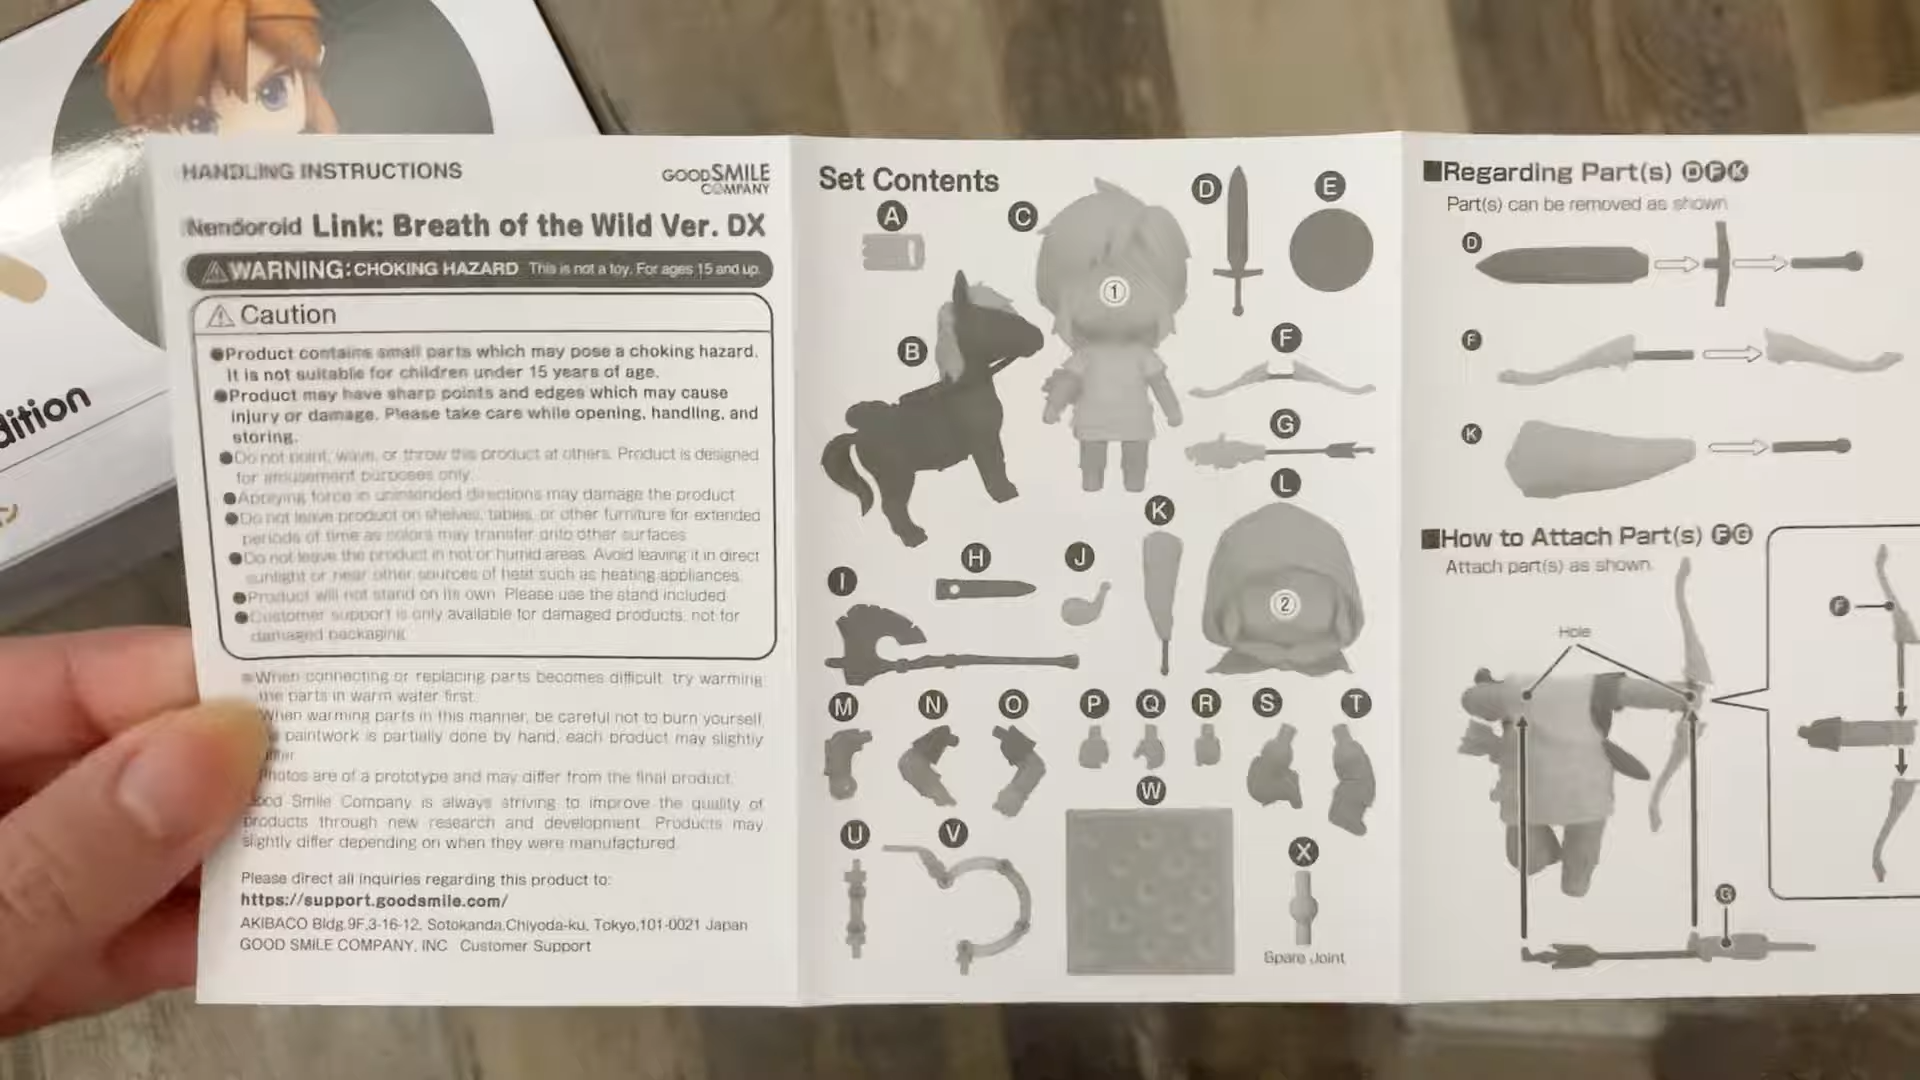 dition
HANDLING INSTRUCTIONS
GOODSMILE
COMPANY
Nendoroid Link: Breath of the Wild Ver. DX
WARNING: CHOKING HAZARD This is not a toy. For ages 15 and up.
Caution
●Product contains small parts which may pose a choking hazard.
It is not suitable for children under 15 years of age.
●Product may have sharp points and edges which may cause
injury or damage. Please take care while opening, handling, and
storing.
●Do not point, wave, or throw this product at others. Product is designed
for amusement purposes only.
●Applying force in unintended directions may damage the product
●Do not leave product on shelves, tables, or other furniture for extended
periods of time as colors may transfer onto other surfaces
●Do not leave the product in hot or humid areas. Avoid leaving it in direct
sunlight or near other sources of heat such as heating appliances.
●Product will not stand on its own. Please use the stand included
●Customer support is only available for damaged products, not for
damaged packaging.
When connecting or replacing parts becomes difficult, try warming
the parts in warm water first.
When warming parts in this manner, be careful not to burn yourself.
paintwork is partially done by hand, each product may slightly
differ
Photos are of a prototype and may differ from the final product.
Good Smile Company is always striving to improve the quality of
products through new research and development. Products may
slightly differ depending on when they were manufactured.
Please direct all inquiries regarding this product to:
https://support.goodsmile.com/
AKIBACO Bldg.9F,3-16-12, Sotokanda,Chiyoda-ku, Tokyo,101-0021 Japan
GOOD SMILE COMPANY, INC Customer Support
Set Contents
A
C
D
E
①
B
F
G
L
K
H
J
I
②
M
N
O
P
Q
R
S
T
W
U
V
X
Spare Joint
■Regarding Part(s) D F K
Part(s) can be removed as shown
D
F
K
■How to Attach Part(s) F G
Attach part(s) as shown.
F
Hole
G